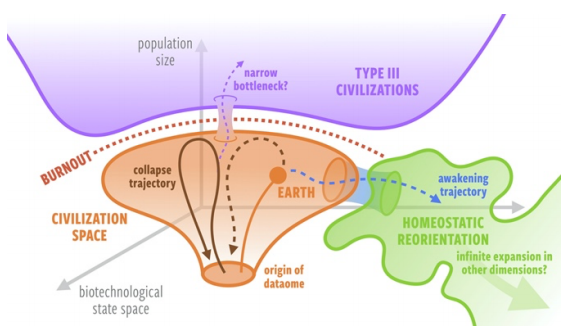 population
size
narrow
bottleneck?
TYPE III
CIVILIZATIONS
BURNOUT
collapse
trajectory
EARTH
awakening
trajectory
CIVILIZATION
SPACE
HOMEOSTATIC
REORIENTATION
infinite expansion in
other dimensions?
origin of
dataome
biotechnological
state space